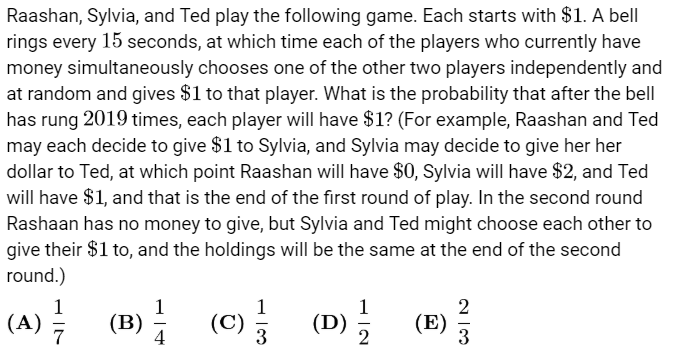 Raashan, Sylvia, and Ted play the following game. Each starts with $1. A bell
rings every 15 seconds, at which time each of the players who currently have
money simultaneously chooses one of the other two players independently and
at random and gives $1 to that player. What is the probability that after the bell
has rung 2019 times, each player will have $1? (For example, Raashan and Ted
may each decide to give $1 to Sylvia, and Sylvia may decide to give her her
dollar to Ted, at which point Raashan will have $0, Sylvia will have $2, and Ted
will have $1, and that is the end of the first round of play. In the second round
Rashaan has no money to give, but Sylvia and Ted might choose each other to
give their $1 to, and the holdings will be the same at the end of the second
round.)
(A) 1/7 (B) 1/4 (C) 1/3 (D) 1/2 (E) 2/3